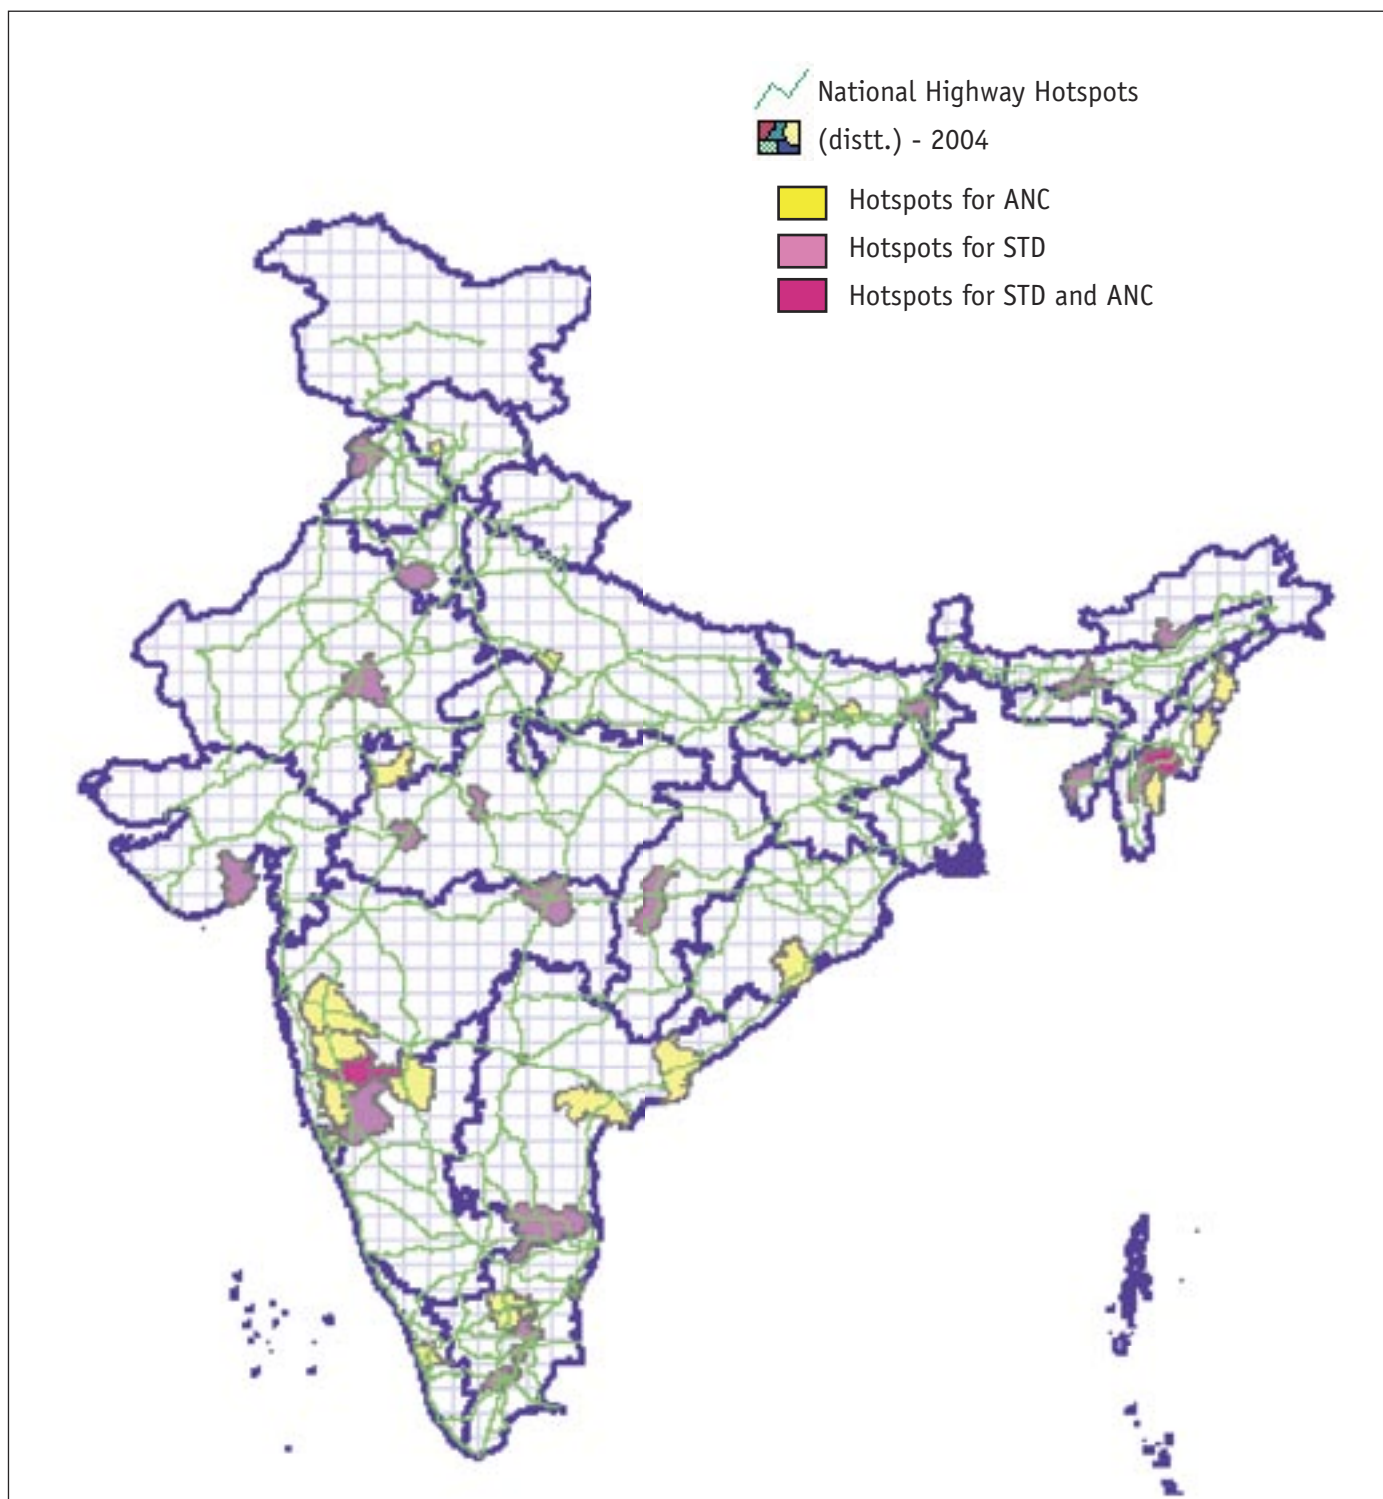 National Highway Hotspots
(distt.) - 2004
Hotspots for ANC
Hotspots for STD
Hotspots for STD and ANC